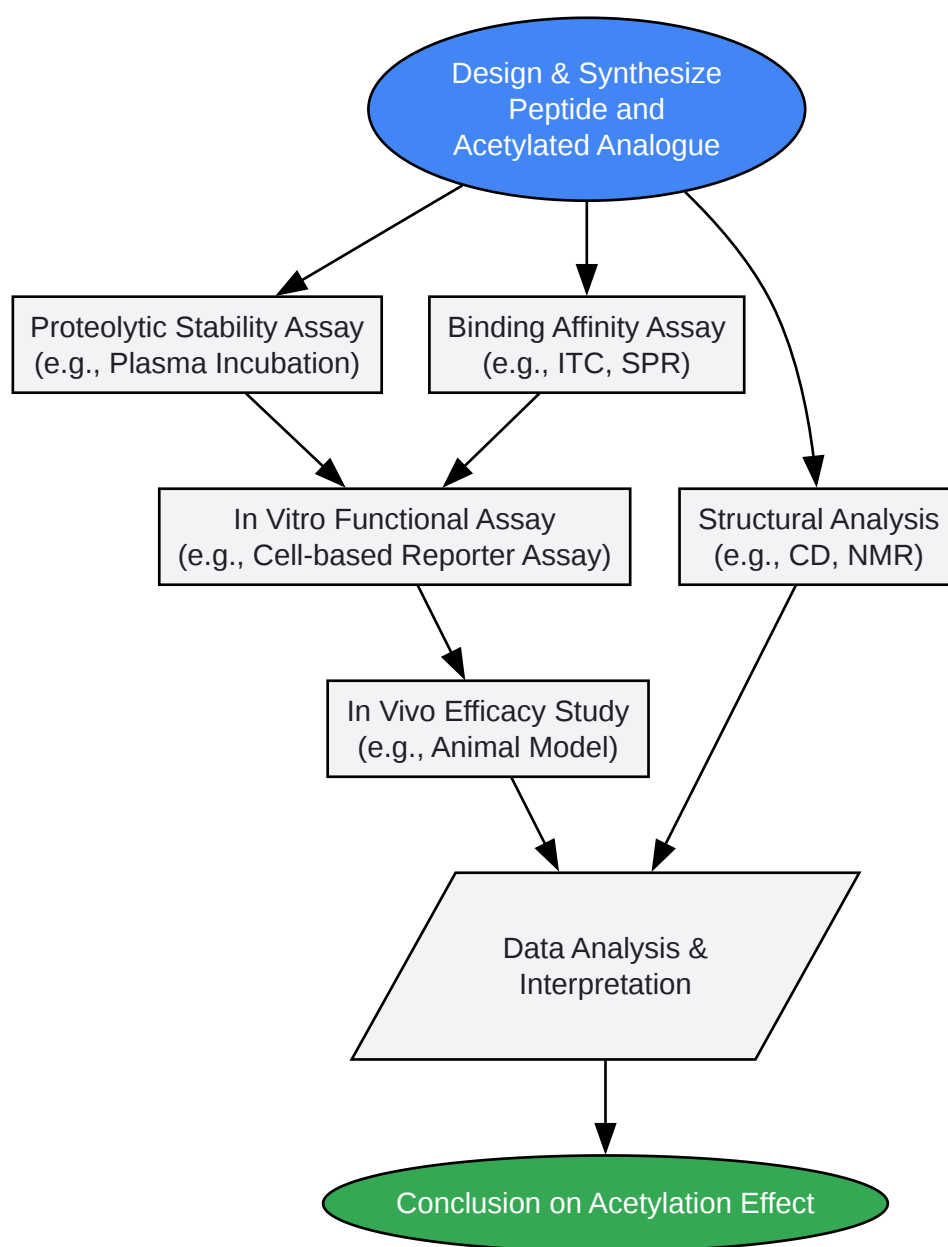 Design & Synthesize
Peptide and
Acetylated Analogue
Proteolytic Stability Assay
(e.g., Plasma Incubation)
Binding Affinity Assay
(e.g., ITC, SPR)
In Vitro Functional Assay
(e.g., Cell-based Reporter Assay)
Structural Analysis
(e.g., CD, NMR)
In Vivo Efficacy Study
(e.g., Animal Model)
Data Analysis &
Interpretation
Conclusion on Acetylation Effect